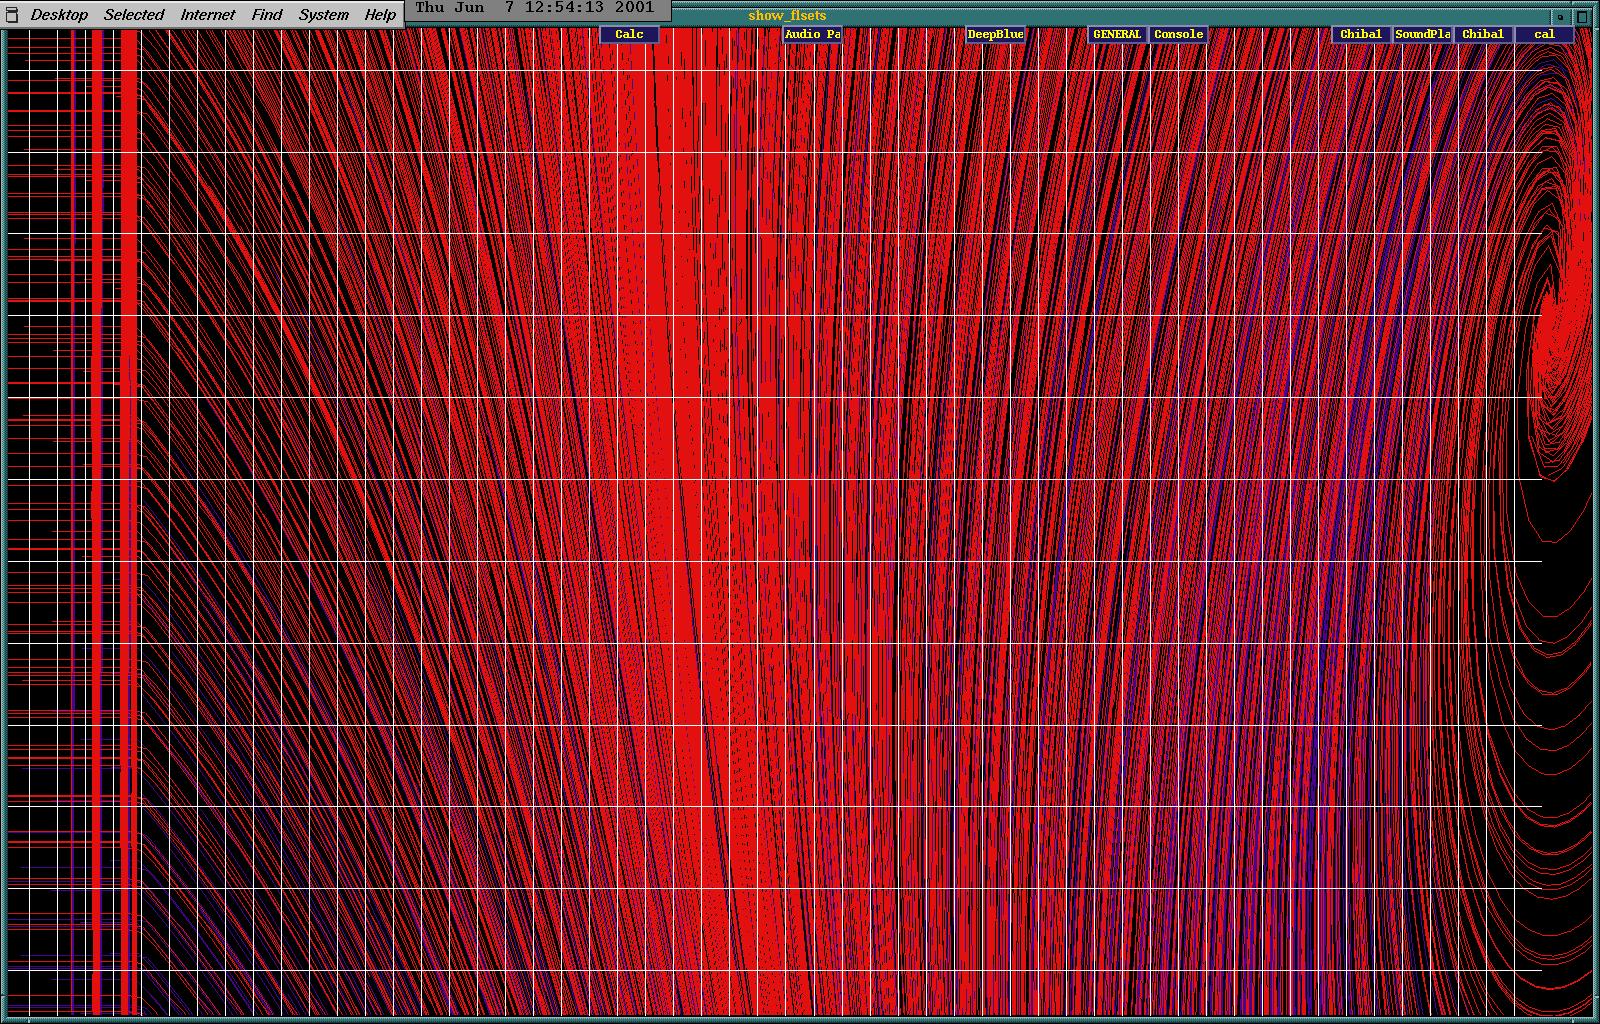 Desktop Selected Internet Find System Help
Thu Jun 7 12:54:13 2001
show_flsets
Calc
Audio Pa
DeepBlue
GENERAL
Console
Chibal
SoundPla
Chibal
cal